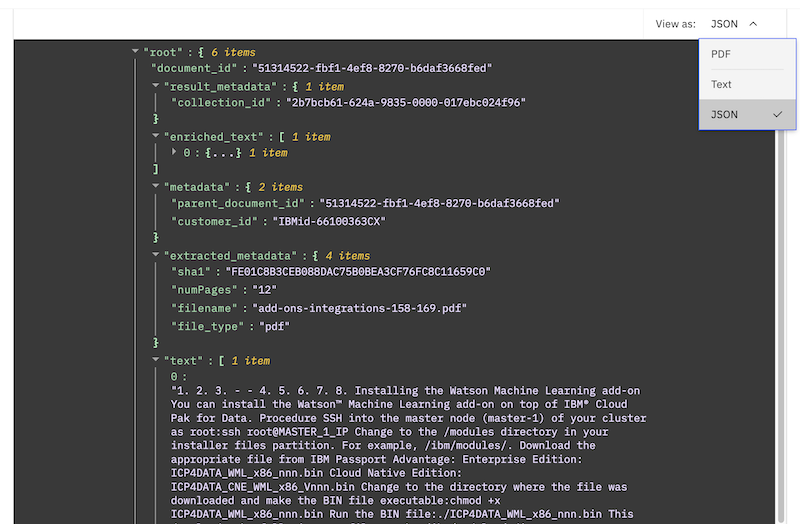 View as: JSON
PDF
Text
JSON
"root" : { 6 items
"document_id" : "51314522-fbf1-4ef8-8270-b6daf3668fed"
"result_metadata" : { 1 item
"collection_id" : "2b7bcb61-624a-9835-0000-017ebc024f96"
}
"enriched_text" : [ 1 item
0 : {...} 1 item
]
"metadata" : { 2 items
"parent_document_id" : "51314522-fbf1-4ef8-8270-b6daf3668fed"
"customer_id" : "IBMid-66100363CX"
}
"extracted_metadata" : { 4 items
"sha1" : "FE01C8B3CEB088DAC75B0BEA3CF76FC8C11659C0"
"numPages" : "12"
"filename" : "add-ons-integrations-158-169.pdf"
"file_type" : "pdf"
}
"text" : [ 1 item
0 :
"1. 2. 3. - - 4. 5. 6. 7. 8. Installing the Watson Machine Learning add-on
You can install the Watson™ Machine Learning add-on on top of IBM® Cloud
Pak for Data. Procedure SSH into the master node (master-1) of your cluster
as root:ssh root@MASTER_1_IP Change to the /modules directory in your
installer files partition. For example, /ibm/modules/. Download the
appropriate file from IBM Passport Advantage: Enterprise Edition:
ICP4DATA_WML_x86_nnn.bin Cloud Native Edition:
ICP4DATA_CNE_WML_x86_Vnnn.bin Change to the directory where the file was
downloaded and make the BIN file executable:chmod +x
ICP4DATA_WML_x86_nnn.bin Run the BIN file:./ICP4DATA_WML_x86_nnn.bin This